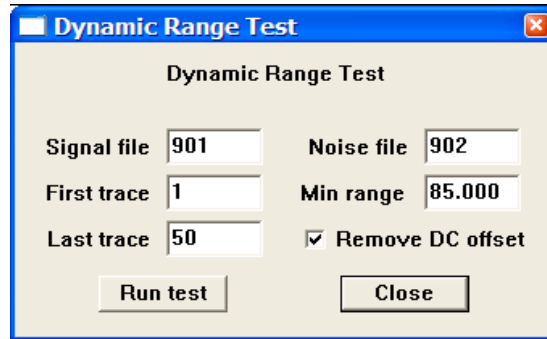 Dynamic Range Test
Dynamic Range Test
Signal file 901 Noise file 902
First trace 1 Min range 85.000
Last trace 50 Remove DC offset
Run test Close